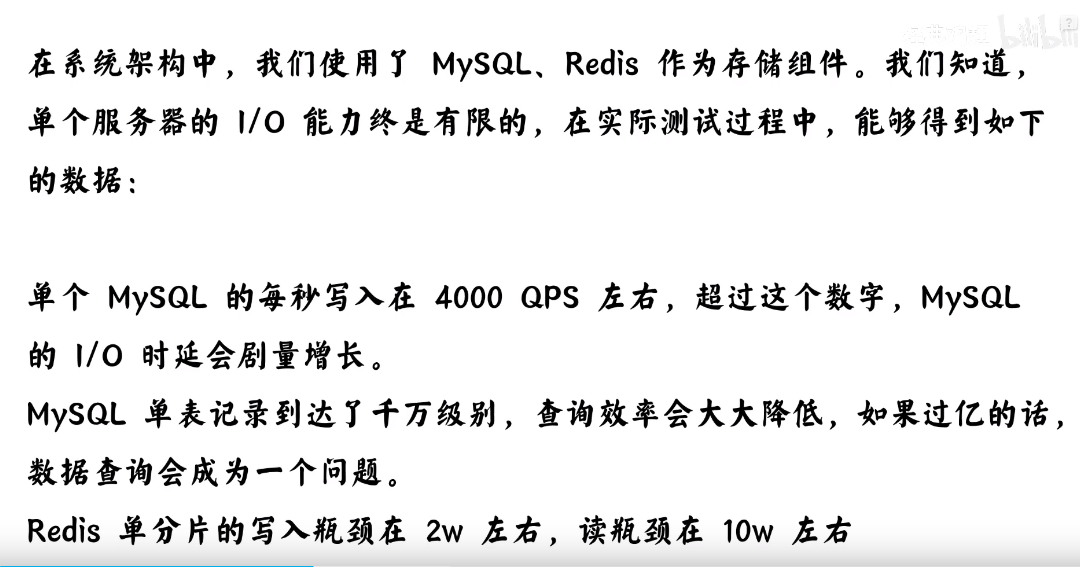 在系统架构中，我们使用了 MySQL、Redis 作为存储组件。我们知道，
单个服务器的 I/O 能力终是有限的，在实际测试过程中，能够得到如下
的数据：
单个 MySQL 的每秒写入在 4000 QPS 左右，超过这个数字，MySQL
的 I/O 时延会剧量增长。
MySQL 单表记录到达了千万级别，查询效率会大大降低，如果过亿的话，
数据查询会成为一个问题。
Redis 单分片的写入瓶颈在 2w 左右，读瓶颈在 10w 左右